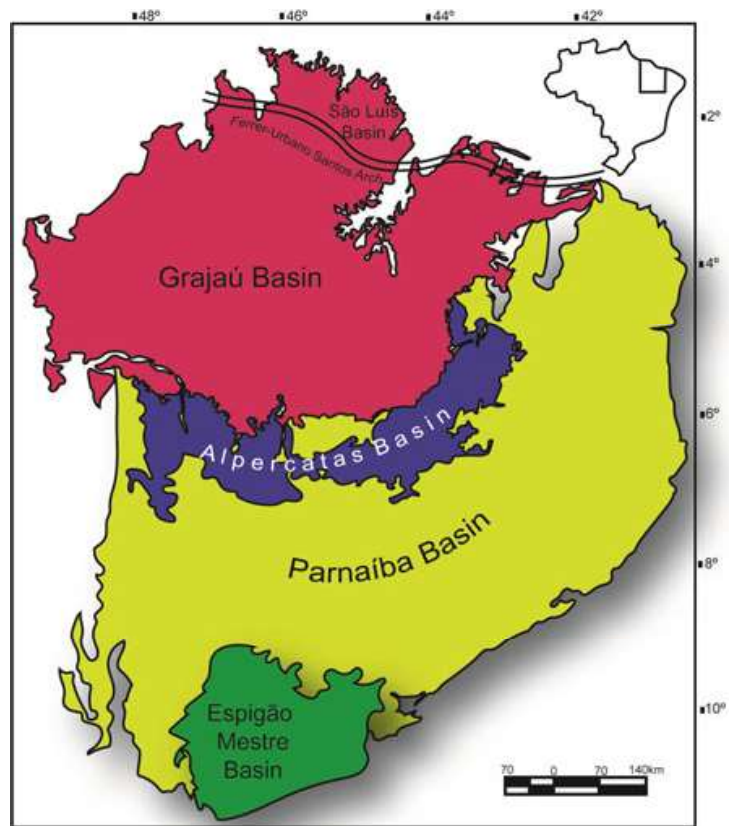 48º 46º 44º 42º
São Luís
Basin
2º
Ferrer-Urbano Santos Arch
4º
Grajaú Basin
6º
Alpercatas Basin
Parnaíba Basin
8º
Espigão
Mestre
Basin
10º
70 0 70 140km